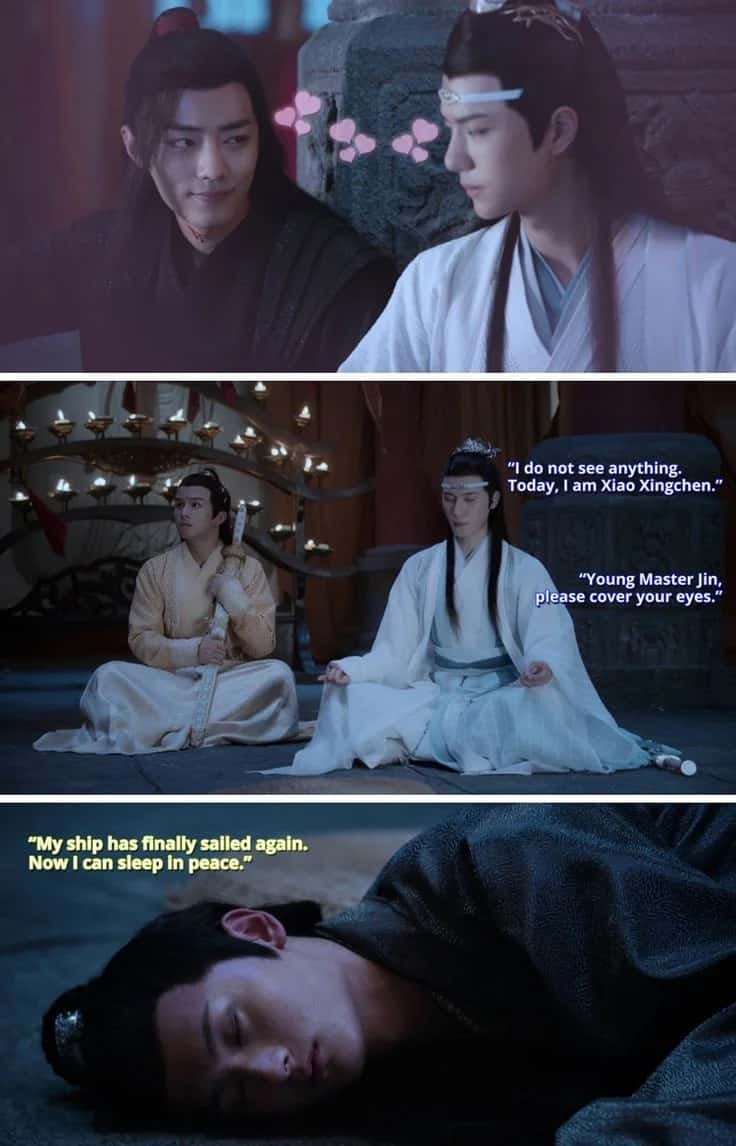 “I do not see anything.
Today, I am Xiao Xingchen.”
“Young Master Jin,
please cover your eyes.”
“My ship has finally sailed again.
Now I can sleep in peace.”